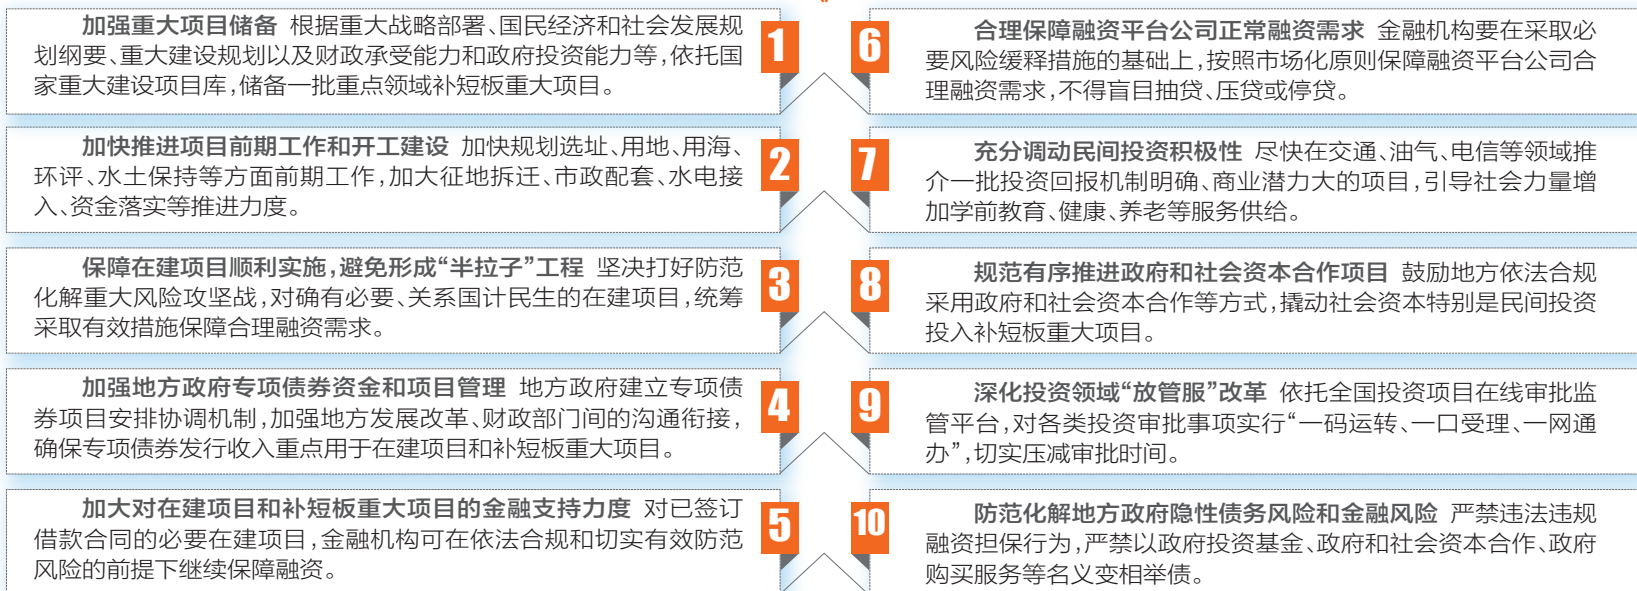 加强重大项目储备 根据重大战略部署、国民经济和社会发展规
划纲要、重大建设规划以及财政承受能力和政府投资能力等,依托国
家重大建设项目库,储备一批重点领域补短板重大项目。
1
加快推进项目前期工作和开工建设 加快规划选址、用地、用海、
环评、水土保持等方面前期工作,加大征地拆迁、市政配套、水电接
入、资金落实等推进力度。
2
保障在建项目顺利实施,避免形成“半拉子”工程 坚决打好防范
化解重大风险攻坚战,对确有必要、关系国计民生的在建项目,统筹
采取有效措施保障合理融资需求。
3
加强地方政府专项债券资金和项目管理 地方政府建立专项债
券项目安排协调机制,加强地方发展改革、财政部门间的沟通衔接,
确保专项债券发行收入重点用于在建项目和补短板重大项目。
4
加大对在建项目和补短板重大项目的金融支持力度 对已签订
借款合同的必要在建项目,金融机构可在依法合规和切实有效防范
风险的前提下继续保障融资。
5
6
合理保障融资平台公司正常融资需求 金融机构要在采取必
要风险缓释措施的基础上,按照市场化原则保障融资平台公司合
理融资需求,不得盲目抽贷、压贷或停贷。
7
充分调动民间投资积极性 尽快在交通、油气、电信等领域推
介一批投资回报机制明确、商业潜力大的项目,引导社会力量增
加学前教育、健康、养老等服务供给。
8
规范有序推进政府和社会资本合作项目 鼓励地方依法合规
采用政府和社会资本合作等方式,撬动社会资本特别是民间投资
投入补短板重大项目。
9
深化投资领域“放管服”改革 依托全国投资项目在线审批监
管平台,对各类投资审批事项实行“一码运转、一口受理、一网通
办”,切实压减审批时间。
10
防范化解地方政府隐性债务风险和金融风险 严禁违法违规
融资担保行为,严禁以政府投资基金、政府和社会资本合作、政府
购买服务等名义变相举债。